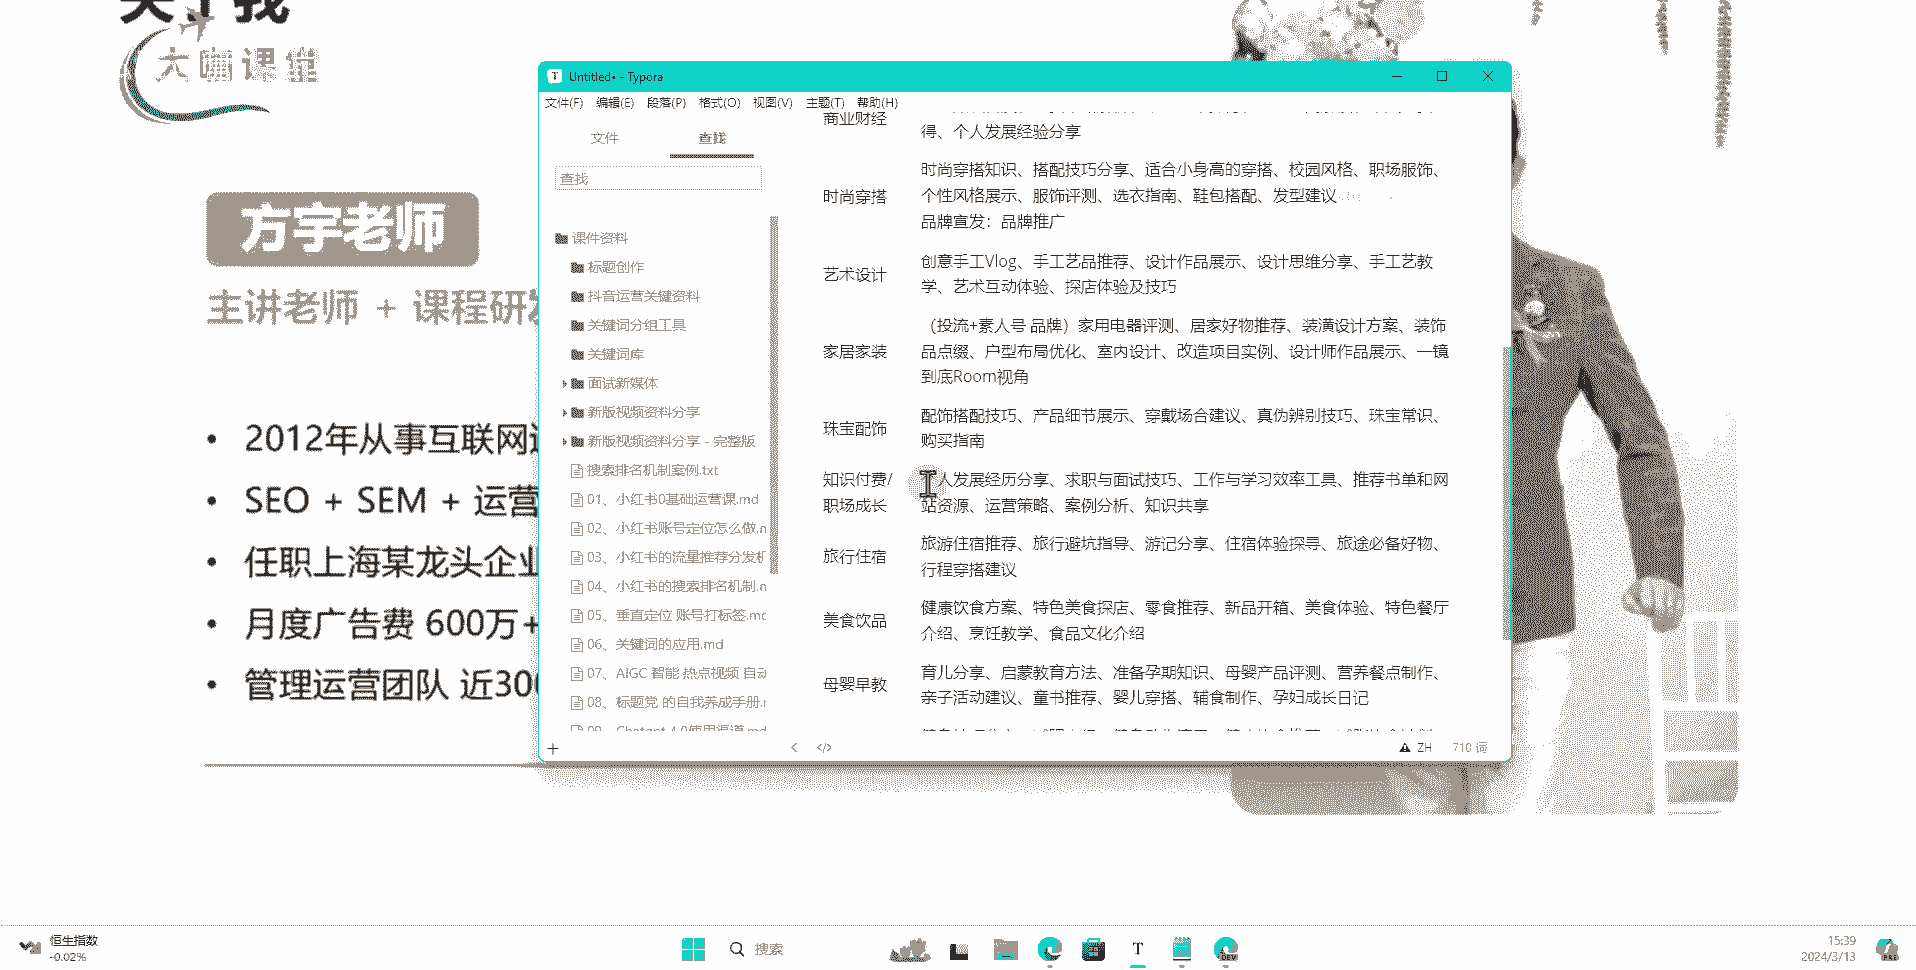 关于我
大咖课堂
方宇老师
主讲老师 + 课程研发
• 2012年从事互联网
• SEO + SEM + 运营
• 任职上海某龙头企业
• 月度广告费 600万+
• 管理运营团队 近300
Untitled• - Typora
文件(F) 编辑(E) 段落(P) 格式(O) 视图(V) 主题(T) 帮助(H)
文件 查找
查找
课件资料
标题创作
抖音运营关键资料
关键词分组工具
关键词库
面试新媒体
新版视频资料分享
新版视频资料分享 - 完整版
搜索排名机制案例.txt
01、小红书0基础运营课.md
02、小红书账号定位怎么做.n
03、小红书的流量推荐分发机
04、小红书的搜索排名机制.n
05、垂直定位 账号打标签.mc
06、关键词的应用.md
07、AIGC 智能 热点视频 自动
08、标题党 的自我养成手册.r
09、Chatgpt 4.0使用渠道.md
商业财经
得、个人发展经验分享
时尚穿搭
时尚穿搭知识、搭配技巧分享、适合小身高的穿搭、校园风格、职场服饰、
个性风格展示、服饰评测、选衣指南、鞋包搭配、发型建议
品牌宣发：品牌推广
艺术设计
创意手工Vlog、手工艺品推荐、设计作品展示、设计思维分享、手工艺教
学、艺术互动体验、探店体验及技巧
家居家装
（投流+素人号 品牌）家用电器评测、居家好物推荐、装潢设计方案、装饰
品点缀、户型布局优化、室内设计、改造项目实例、设计师作品展示、一镜
到底Room视角
珠宝配饰
配饰搭配技巧、产品细节展示、穿戴场合建议、真伪辨别技巧、珠宝常识、
购买指南
知识付费/
职场成长
人发展经历分享、求职与面试技巧、工作与学习效率工具、推荐书单和网
站资源、运营策略、案例分析、知识共享
旅行住宿
旅游住宿推荐、旅行避坑指导、游记分享、住宿体验探寻、旅途必备好物、
行程穿搭建议
美食饮品
健康饮食方案、特色美食探店、零食推荐、新品开箱、美食体验、特色餐厅
介绍、烹饪教学、食品文化介绍
母婴早教
育儿分享、启蒙教育方法、准备孕期知识、母婴产品评测、营养餐点制作、
亲子活动建议、童书推荐、婴儿穿搭、辅食制作、孕妇成长日记
ZH 710 词
恒生指数
-0.02%
搜索
15:39
2024/3/13